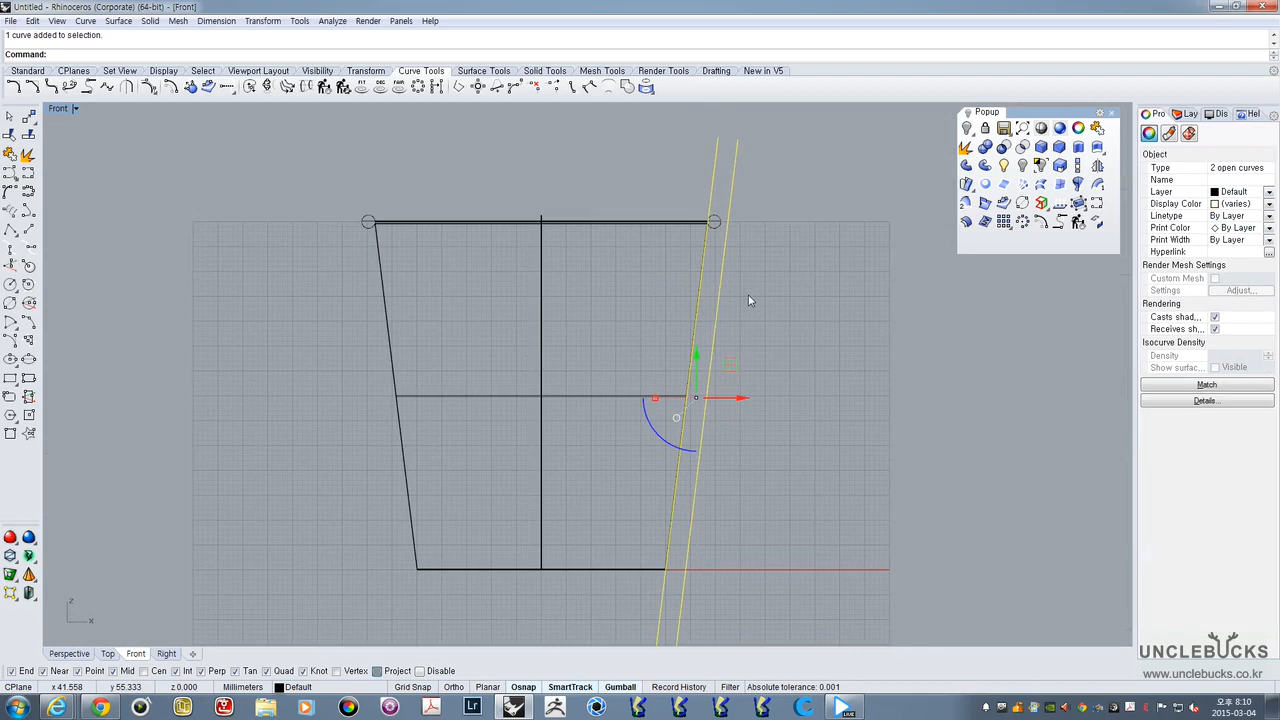 Untitled - Rhinoceros (Corporate) (64-bit) - [Front]
File Edit View Curve Surface Solid Mesh Dimension Transform Tools Analyze Render Panels Help
1 curve added to selection.
Command:
Standard CPlanes Set View Display Select Viewport Layout Visibility Transform Curve Tools Surface Tools Solid Tools Mesh Tools Render Tools Drafting New in V5
Front
Popup
Pro Lay Dis Hel
Object
Type 2 open curves
Name
Layer Default
Display Color (varies)
Linetype By Layer
Print Color By Layer
Print Width By Layer
Hyperlink
Render Mesh Settings
Custom Mesh
Settings Adjust...
Rendering
Casts shad...
Receives sh...
Isocurve Density
Density
Show surfac... Visible
Match
Details...
z
x
Perspective Top Front Right
End Near Point Mid Cen Int Perp Tan Quad Knot Vertex Project Disable
CPlane x 41.558 y 55.333 z 0.000 Millimeters Default Grid Snap Ortho Planar Osnap SmartTrack Gumball Record History Filter Absolute tolerance: 0.001
UNCLEBUCKS
www.unclebucks.co.kr
Lr
LIVE
오후 8:10
2015-03-04